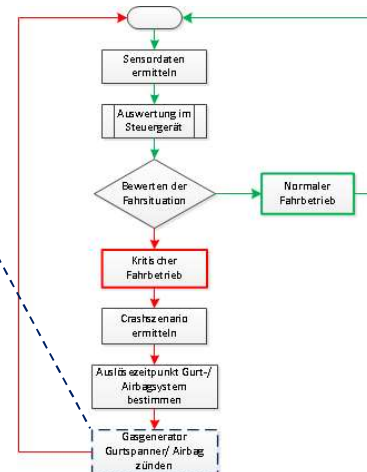 Sensordaten
ermitteln
Auswertung im
Steuergerät
Bewerten der
Fahrsituation
Normaler
Fahrbetrieb
Kritischer
Fahrbetrieb
Crashszenario
ermitteln
Auslösezeitpunkt Gurt-/
Airbagsystem
bestimmen
Gasgenerator
Gurtspanner/ Airbag
zünden